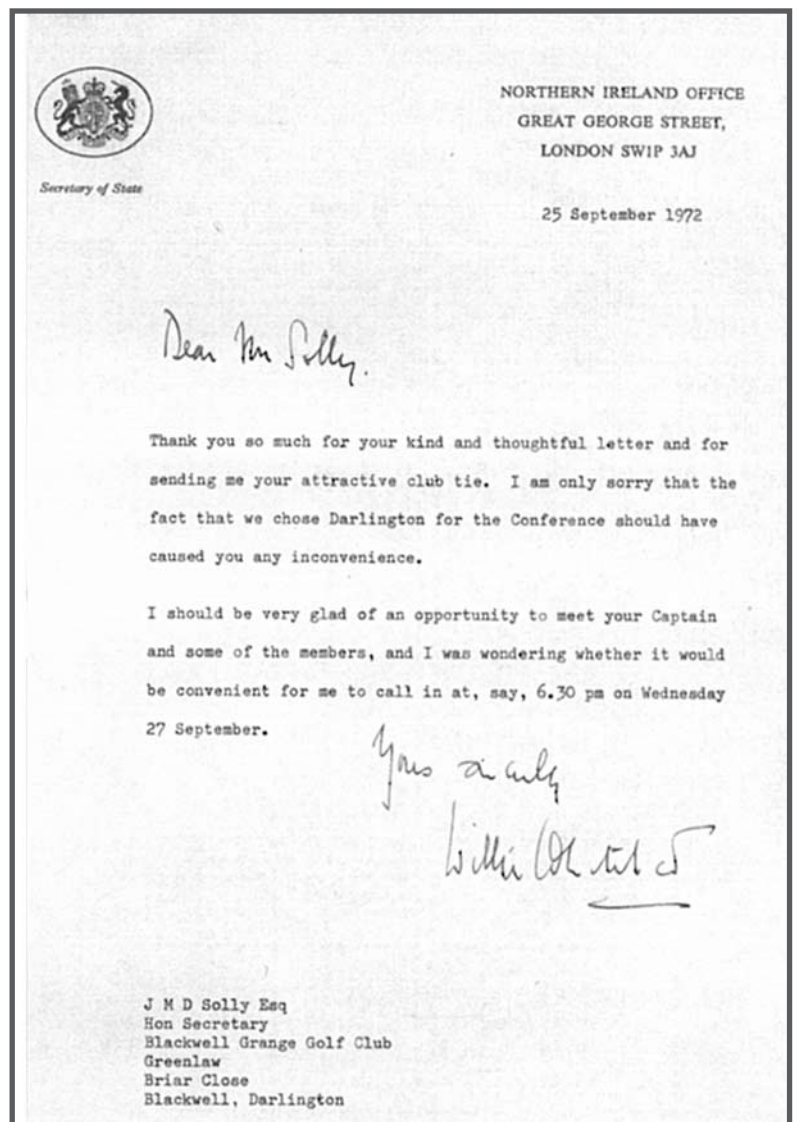 NORTHERN IRELAND OFFICE
GREAT GEORGE STREET,
LONDON SW1P 3AJ
Secretary of State
25 September 1972
Dear Mr Solly.
Thank you so much for your kind and thoughtful letter and for
sending me your attractive club tie. I am only sorry that the
fact that we chose Darlington for the Conference should have
caused you any inconvenience.
I should be very glad of an opportunity to meet your Captain
and some of the members, and I was wondering whether it would
be convenient for me to call in at, say, 6.30 pm on Wednesday
27 September.
Yours sincerely
Willie Whitelaw
J M D Solly Esq
Hon Secretary
Blackwell Grange Golf Club
Greenlaw
Briar Close
Blackwell, Darlington